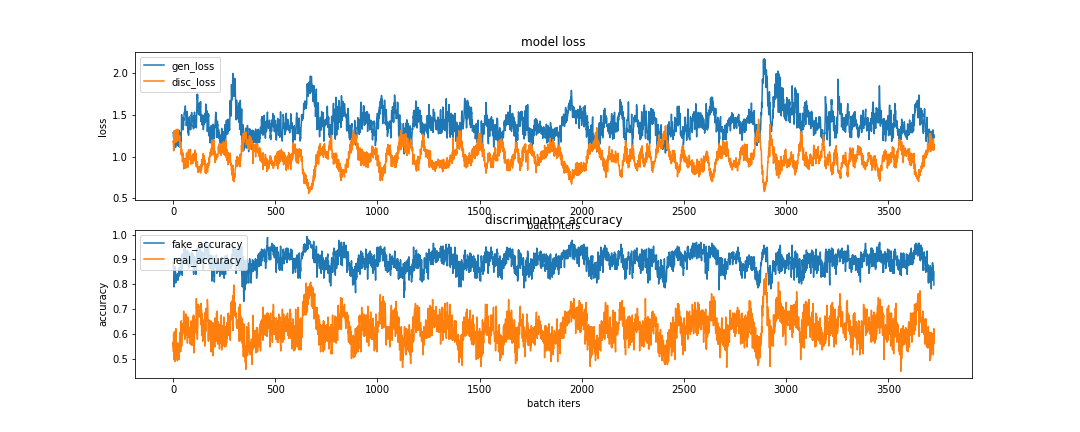 model loss
loss
2.0
1.5
1.0
0.5
gen_loss
disc_loss
0 500 1000 1500 2000 2500 3000 3500
batch iters
discriminator accuracy
accuracy
1.0
0.9
0.8
0.7
0.6
0.5
fake_accuracy
real_accuracy
0 500 1000 1500 2000 2500 3000 3500
batch iters